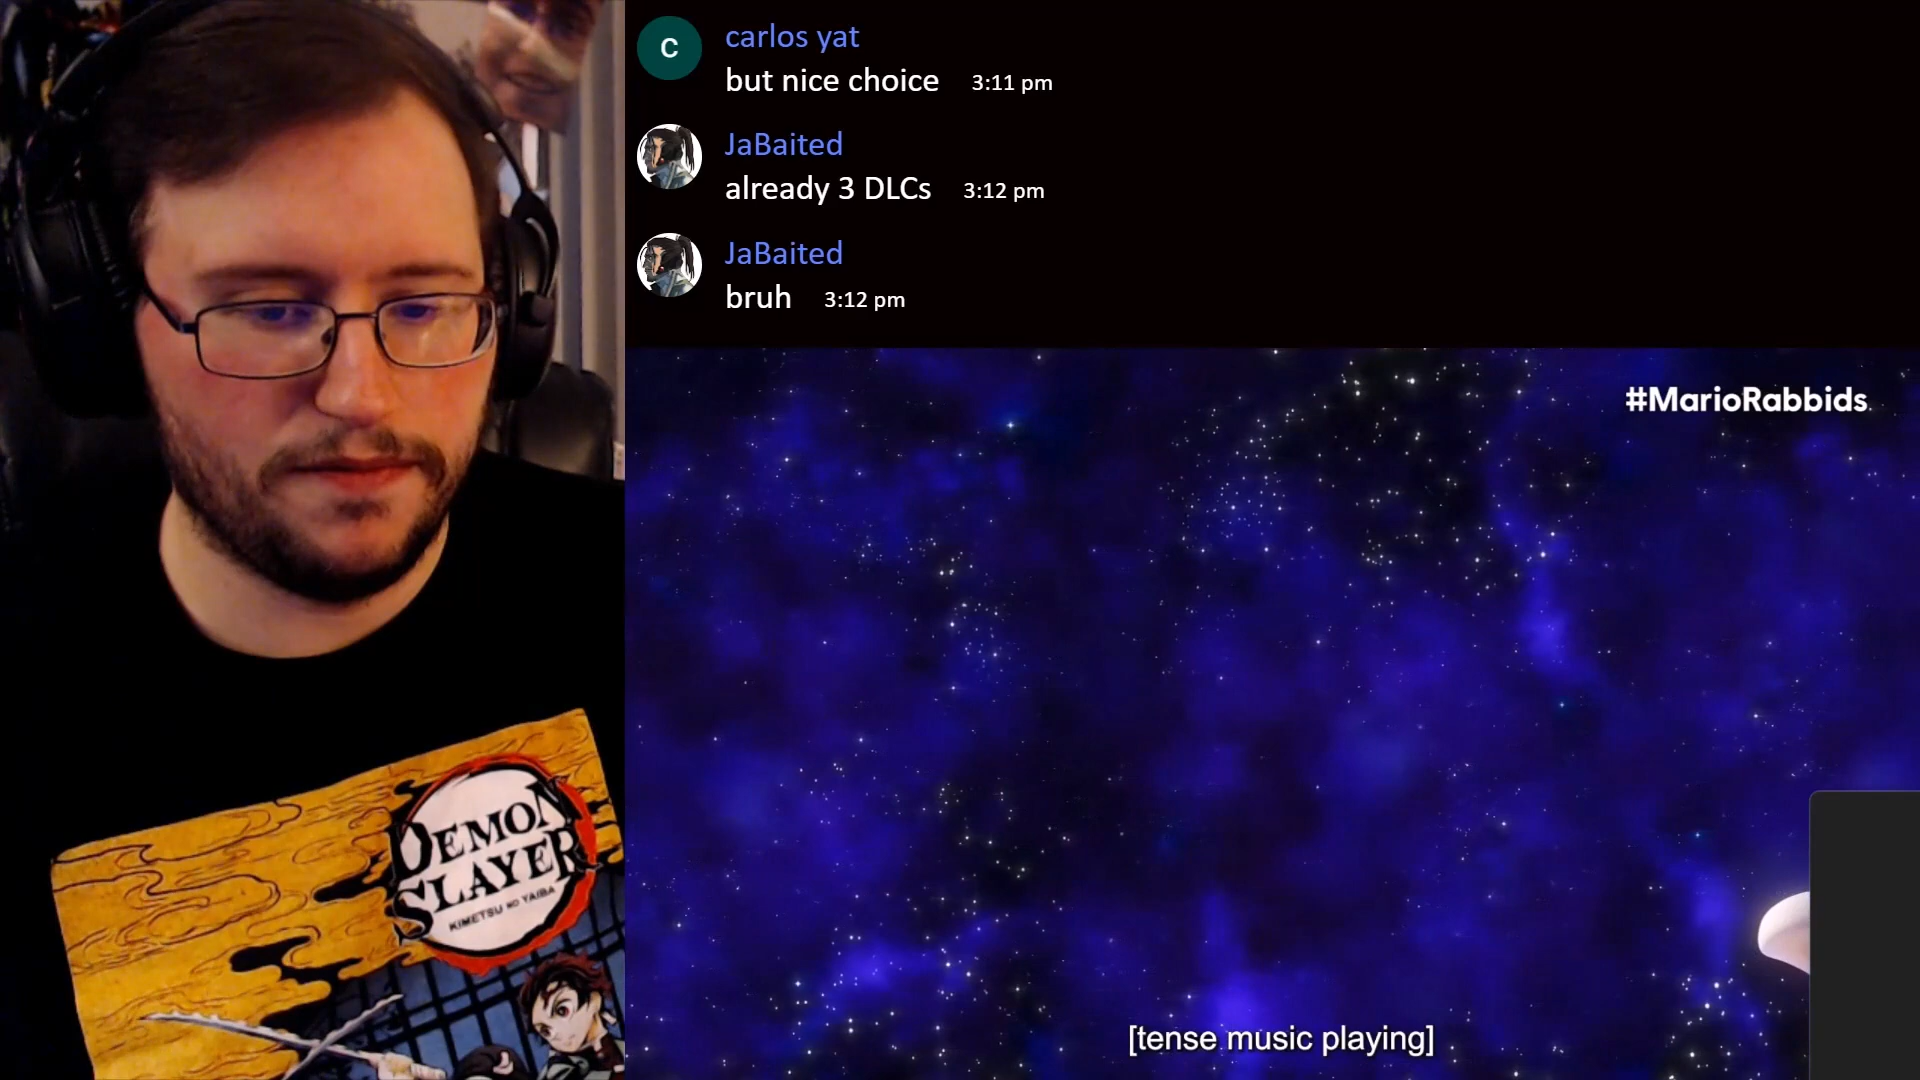 C
carlos yat
but nice choice 3:11 pm
JaBaited
already 3 DLCs 3:12 pm
JaBaited
bruh 3:12 pm
#MarioRabbids
DEMON
SLAYER
KIMETSU NO YAIBA
[tense music playing]